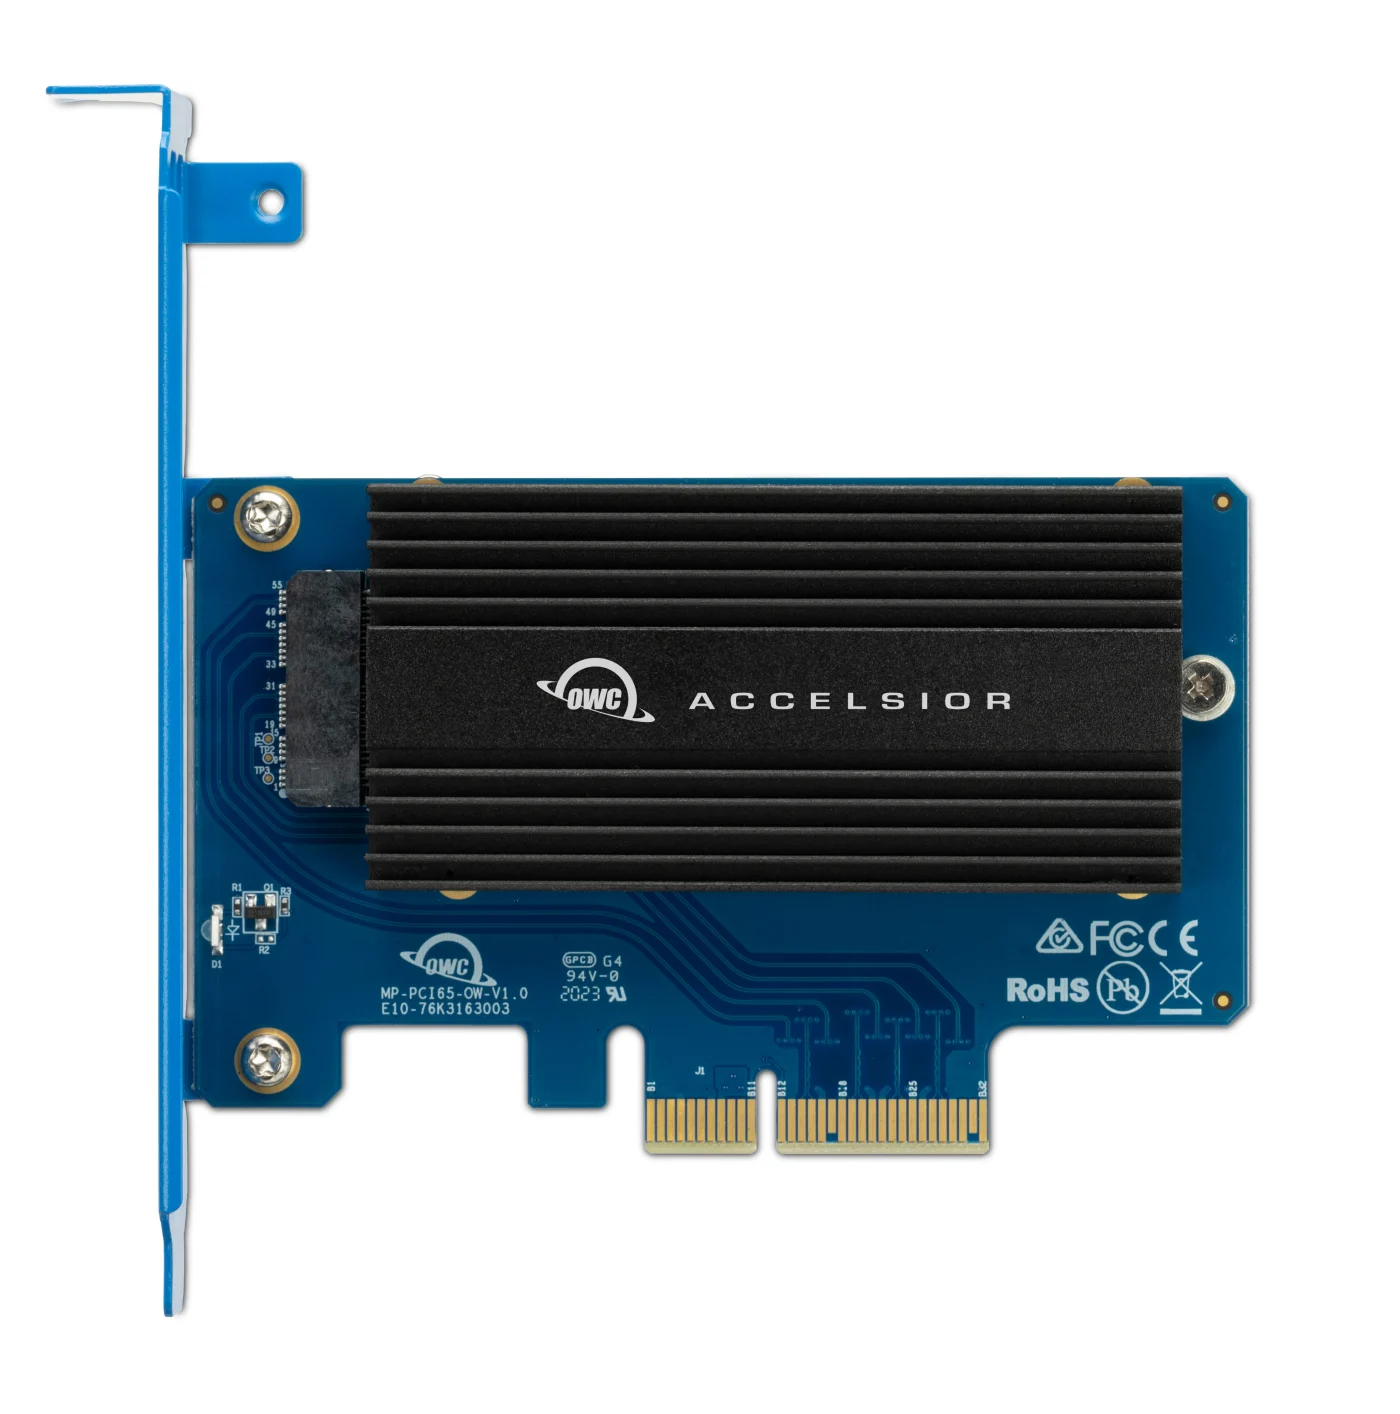 55
49
45
33
31
19
TP1
TP2
TP3
1
OWC ACCELSIOR
R1 Q1 R3
R2
D1
OWC
MP-PCI65-OW-V1.0
E10-76K3163003
GPCB G4
94V-0
2023
FC CE
RoHS Pb
J1
B1 B11 B12 B18 B25 B32